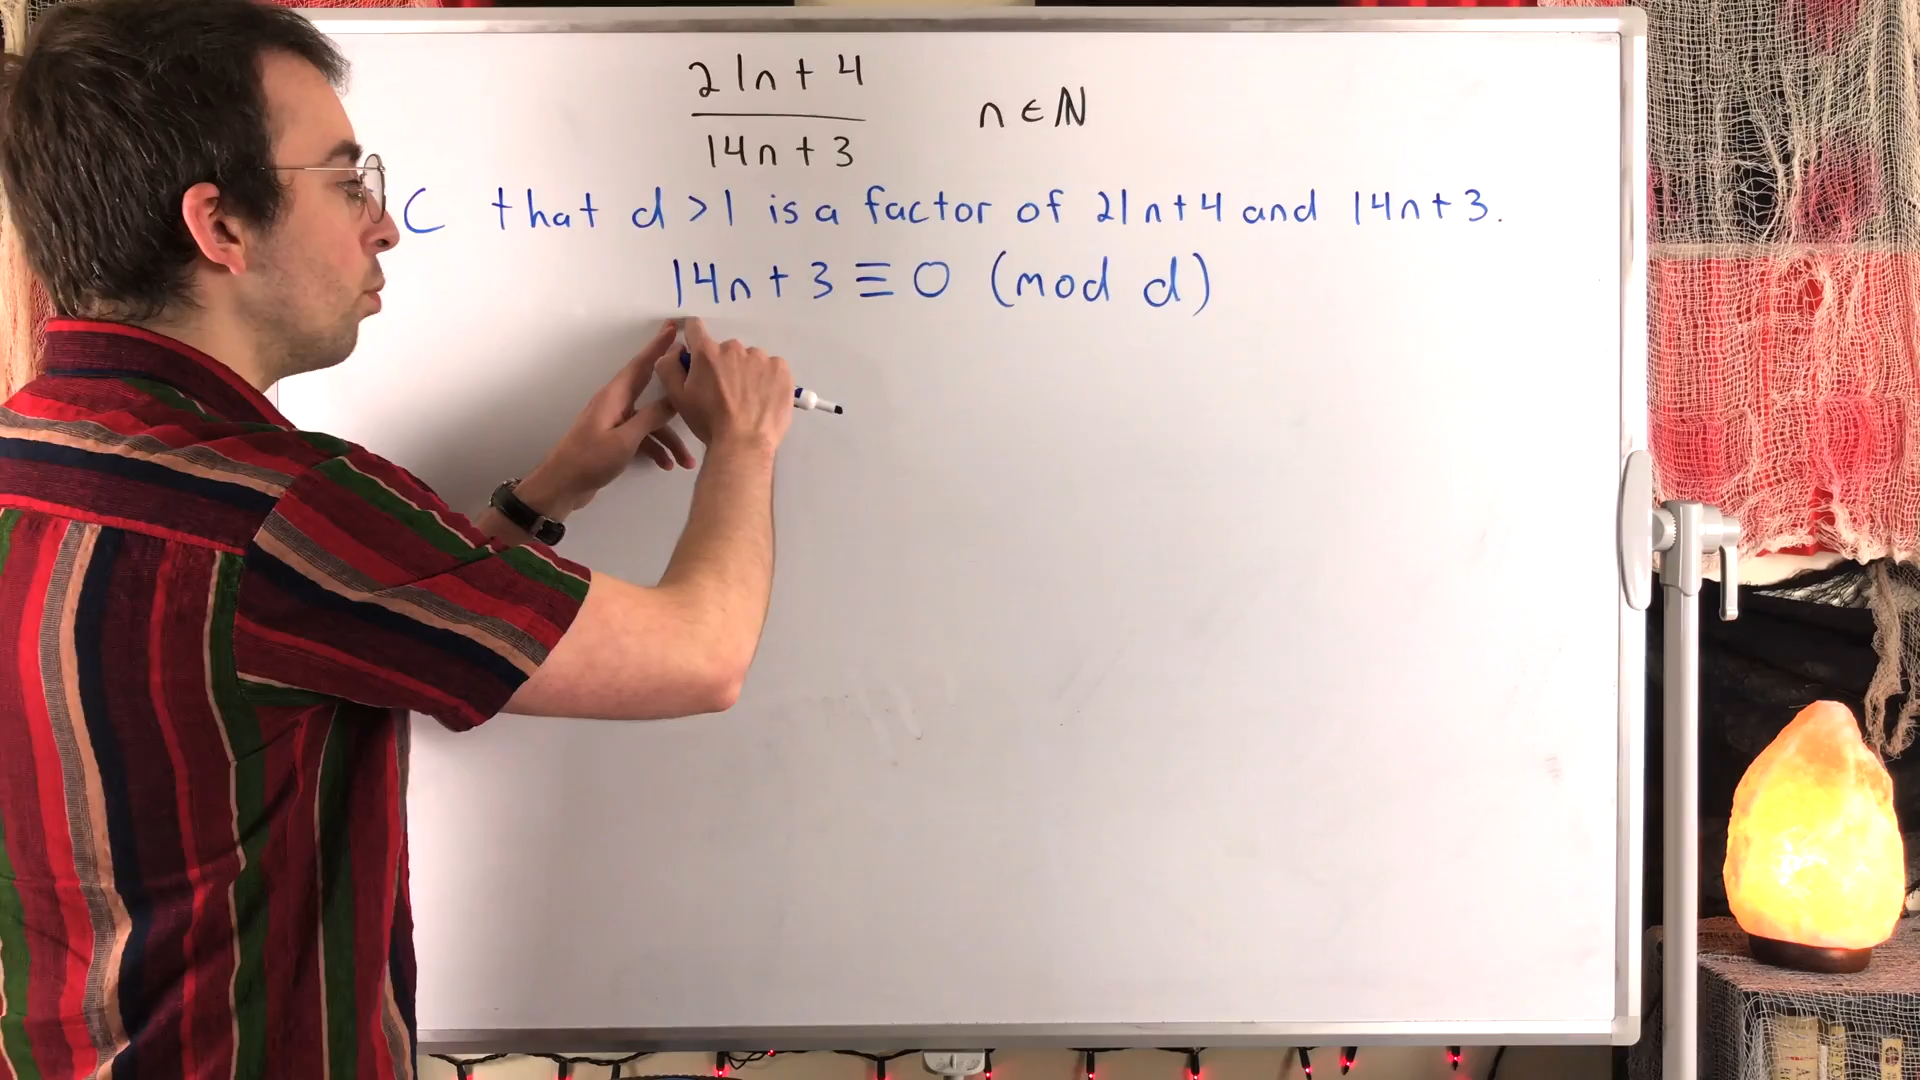 21n + 4
14n + 3
n ∈ ℕ
C that d > 1 is a factor of 21n+4 and 14n+3.
14n + 3 ≡ 0 (mod d)